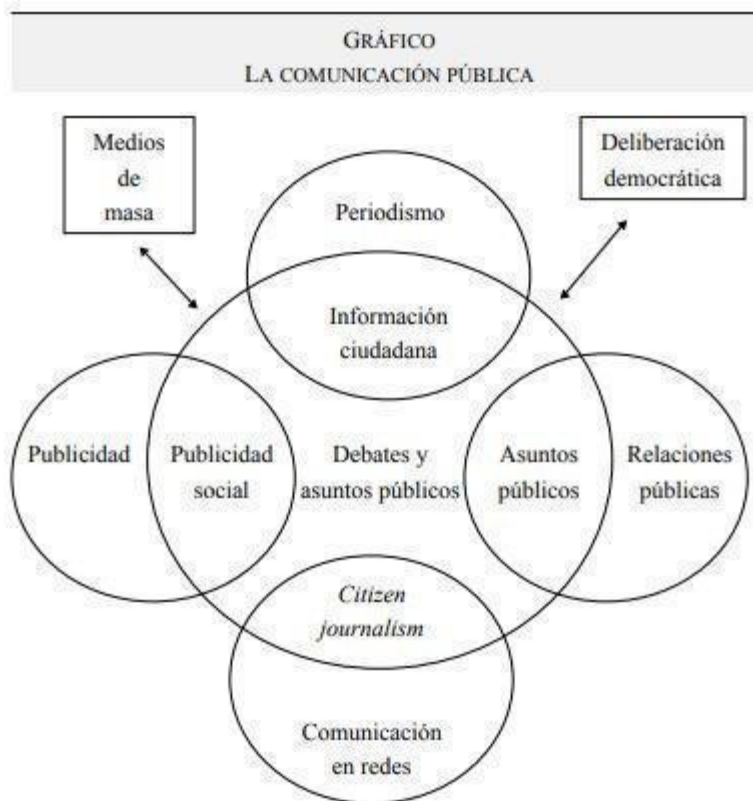 GRÁFICO
LA COMUNICACIÓN PÚBLICA
Medios
de
masa
Deliberación
democrática
Periodismo
Información
ciudadana
Publicidad
Publicidad
social
Debates y
asuntos públicos
Asuntos
públicos
Relaciones
públicas
Citizen
journalism
Comunicación
en redes